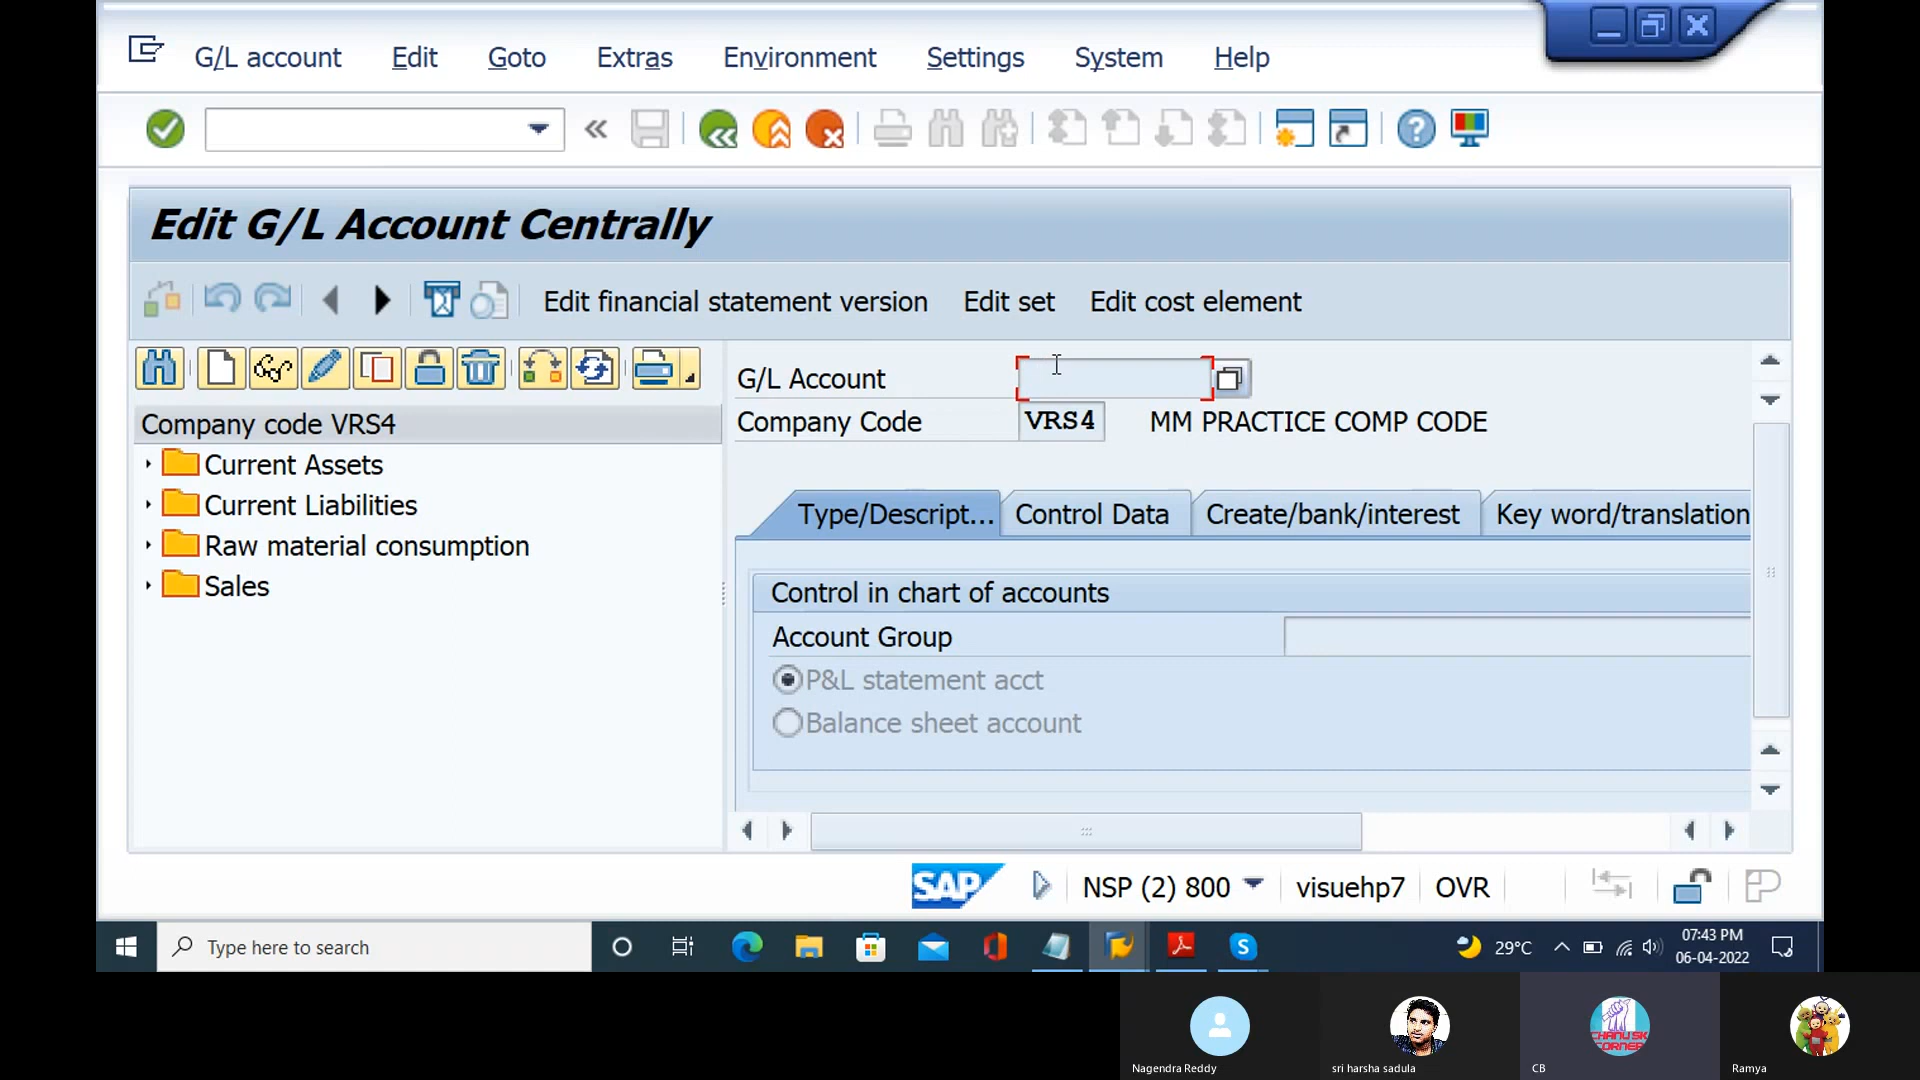 G/L account Edit Goto Extras Environment Settings System Help
Edit G/L Account Centrally
Edit financial statement version Edit set Edit cost element
G/L Account
Company Code VRS4 MM PRACTICE COMP CODE
Company code VRS4
Current Assets
Current Liabilities
Raw material consumption
Sales
Type/Descript... Control Data Create/bank/interest Key word/translation
Control in chart of accounts
Account Group
P&L statement acct
Balance sheet account
SAP NSP (2) 800 visuehp7 OVR
Type here to search
29°C
07:43 PM
06-04-2022
CHANU SK
CORNER
Nagendra Reddy sri harsha sadula CB Ramya